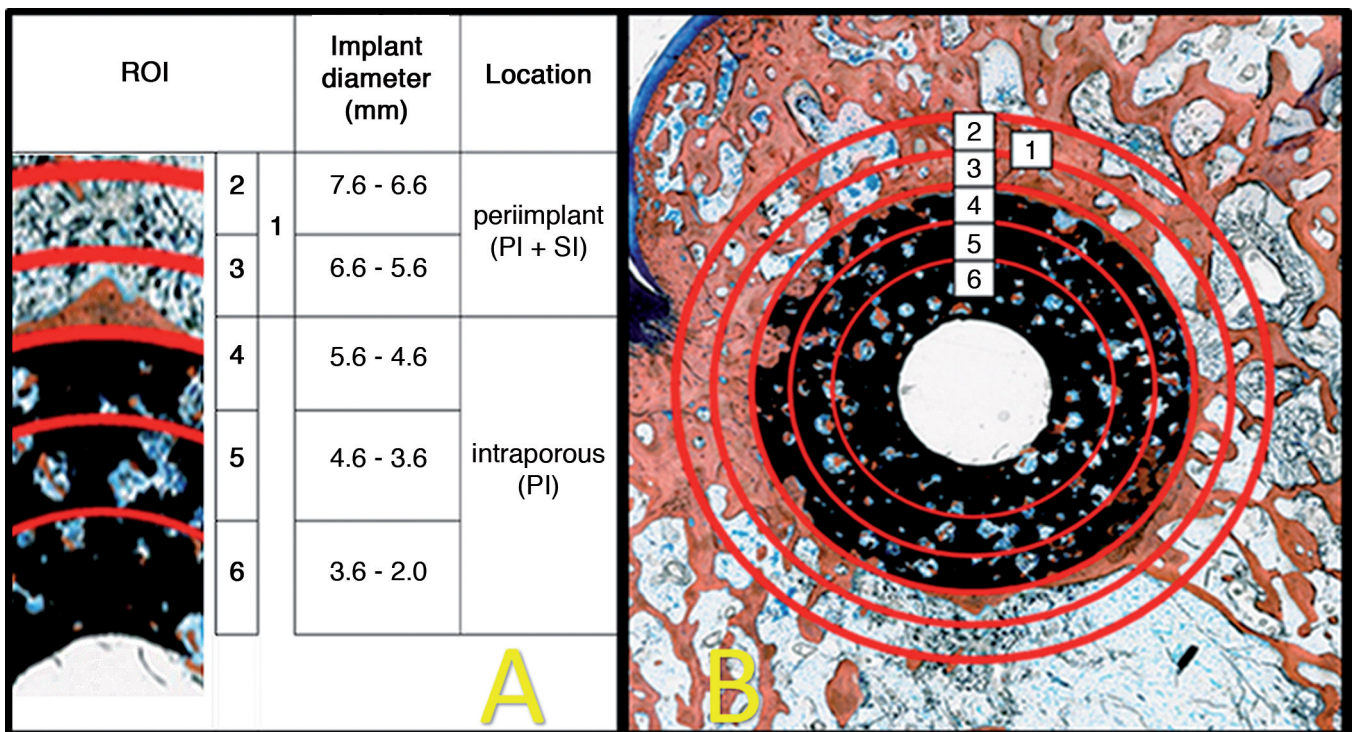 ROI
Implant
diameter
(mm)
Location
2
1
7.6 - 6.6
periimplant
(PI + SI)
3
6.6 - 5.6
4
5.6 - 4.6
intraporous
(PI)
5
4.6 - 3.6
6
3.6 - 2.0
A
2
1
3
4
5
6
B